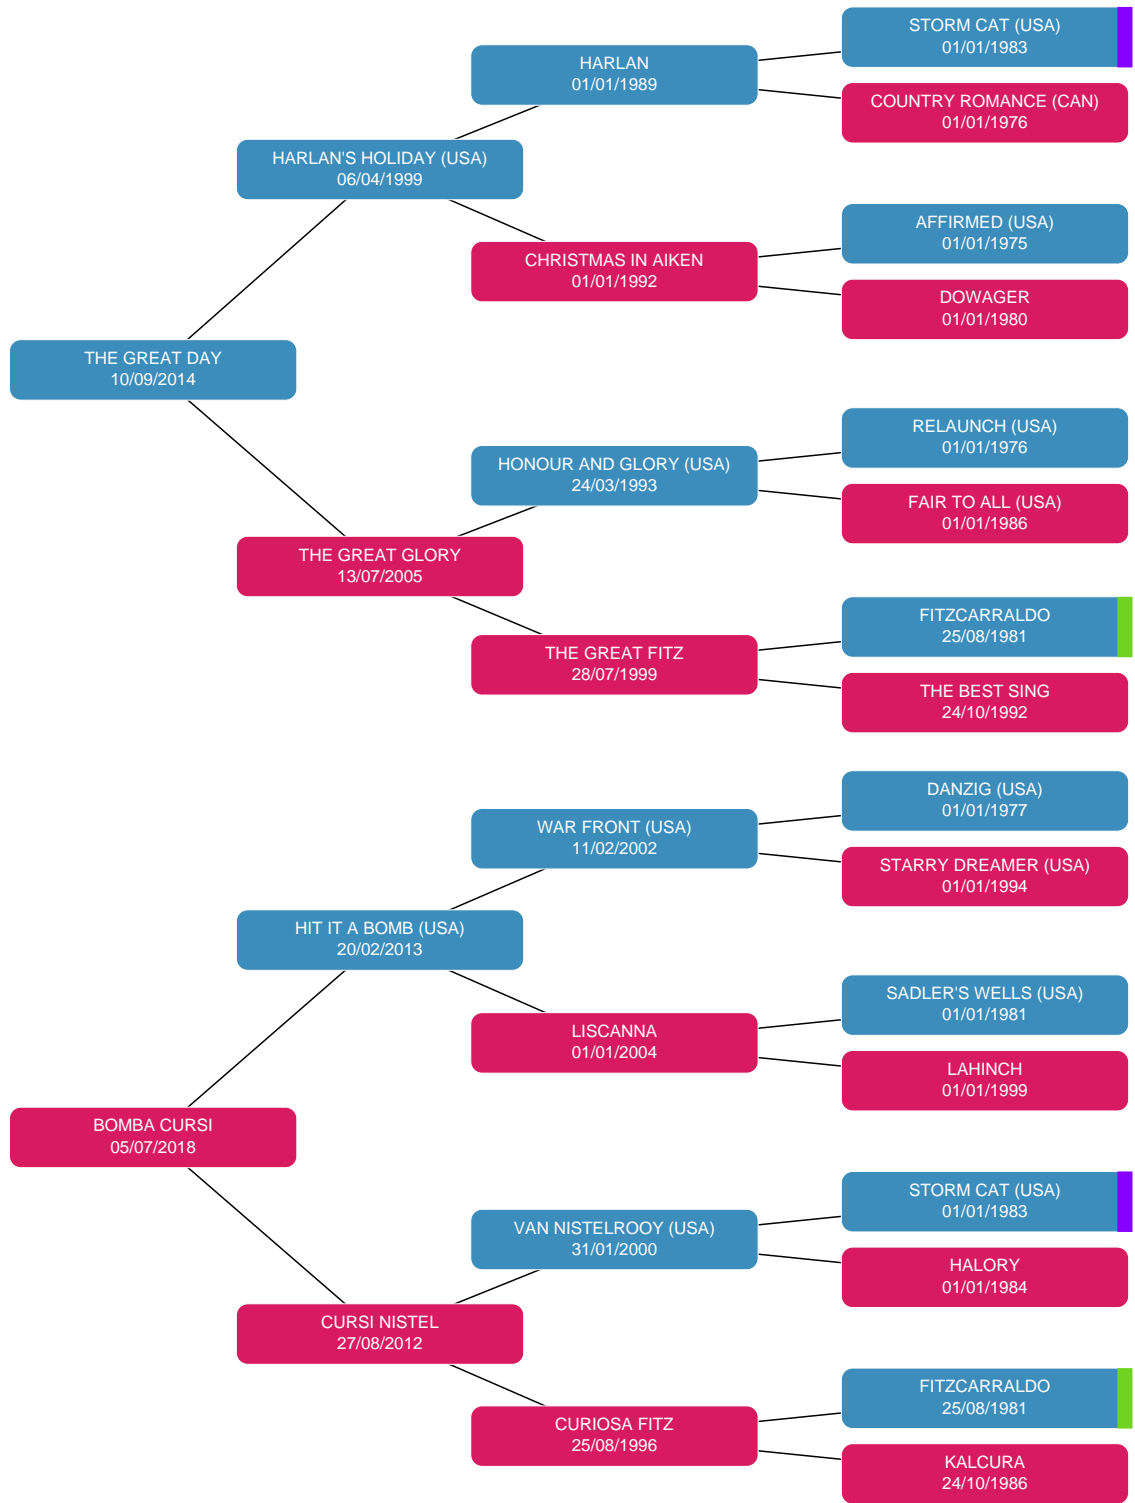 STORM CAT (USA)
01/01/1983
HARLAN
01/01/1989
COUNTRY ROMANCE (CAN)
01/01/1976
HARLAN'S HOLIDAY (USA)
06/04/1999
AFFIRMED (USA)
01/01/1975
CHRISTMAS IN AIKEN
01/01/1992
DOWAGER
01/01/1980
THE GREAT DAY
10/09/2014
RELAUNCH (USA)
01/01/1976
HONOUR AND GLORY (USA)
24/03/1993
FAIR TO ALL (USA)
01/01/1986
THE GREAT GLORY
13/07/2005
FITZCARRALDO
25/08/1981
THE GREAT FITZ
28/07/1999
THE BEST SING
24/10/1992
DANZIG (USA)
01/01/1977
WAR FRONT (USA)
11/02/2002
STARRY DREAMER (USA)
01/01/1994
HIT IT A BOMB (USA)
20/02/2013
SADLER'S WELLS (USA)
01/01/1981
LISCANNA
01/01/2004
LAHINCH
01/01/1999
BOMBA CURSI
05/07/2018
STORM CAT (USA)
01/01/1983
VAN NISTELROOY (USA)
31/01/2000
HALORY
01/01/1984
CURSI NISTEL
27/08/2012
FITZCARRALDO
25/08/1981
CURIOSA FITZ
25/08/1996
KALCURA
24/10/1986